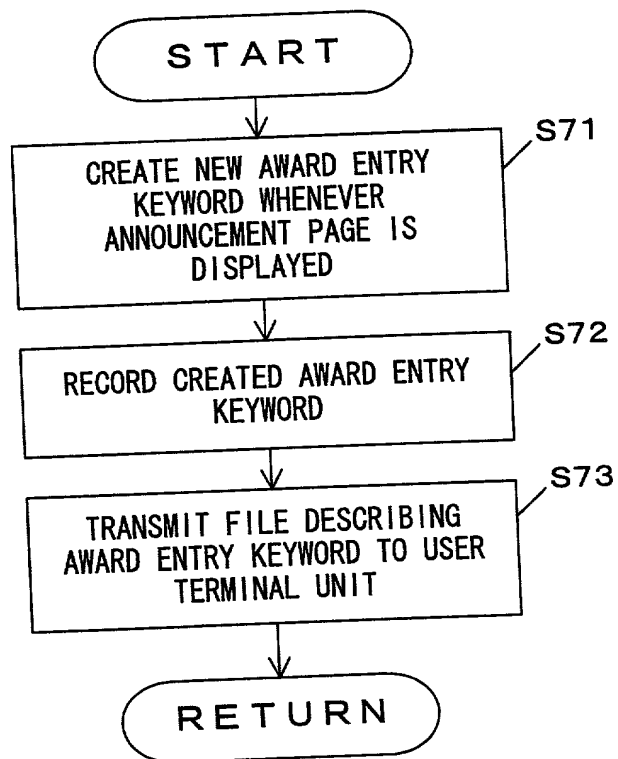 START
S71
CREATE NEW AWARD ENTRY
KEYWORD WHENEVER
ANNOUNCEMENT PAGE IS
DISPLAYED
S72
RECORD CREATED AWARD ENTRY
KEYWORD
S73
TRANSMIT FILE DESCRIBING
AWARD ENTRY KEYWORD TO USER
TERMINAL UNIT
RETURN